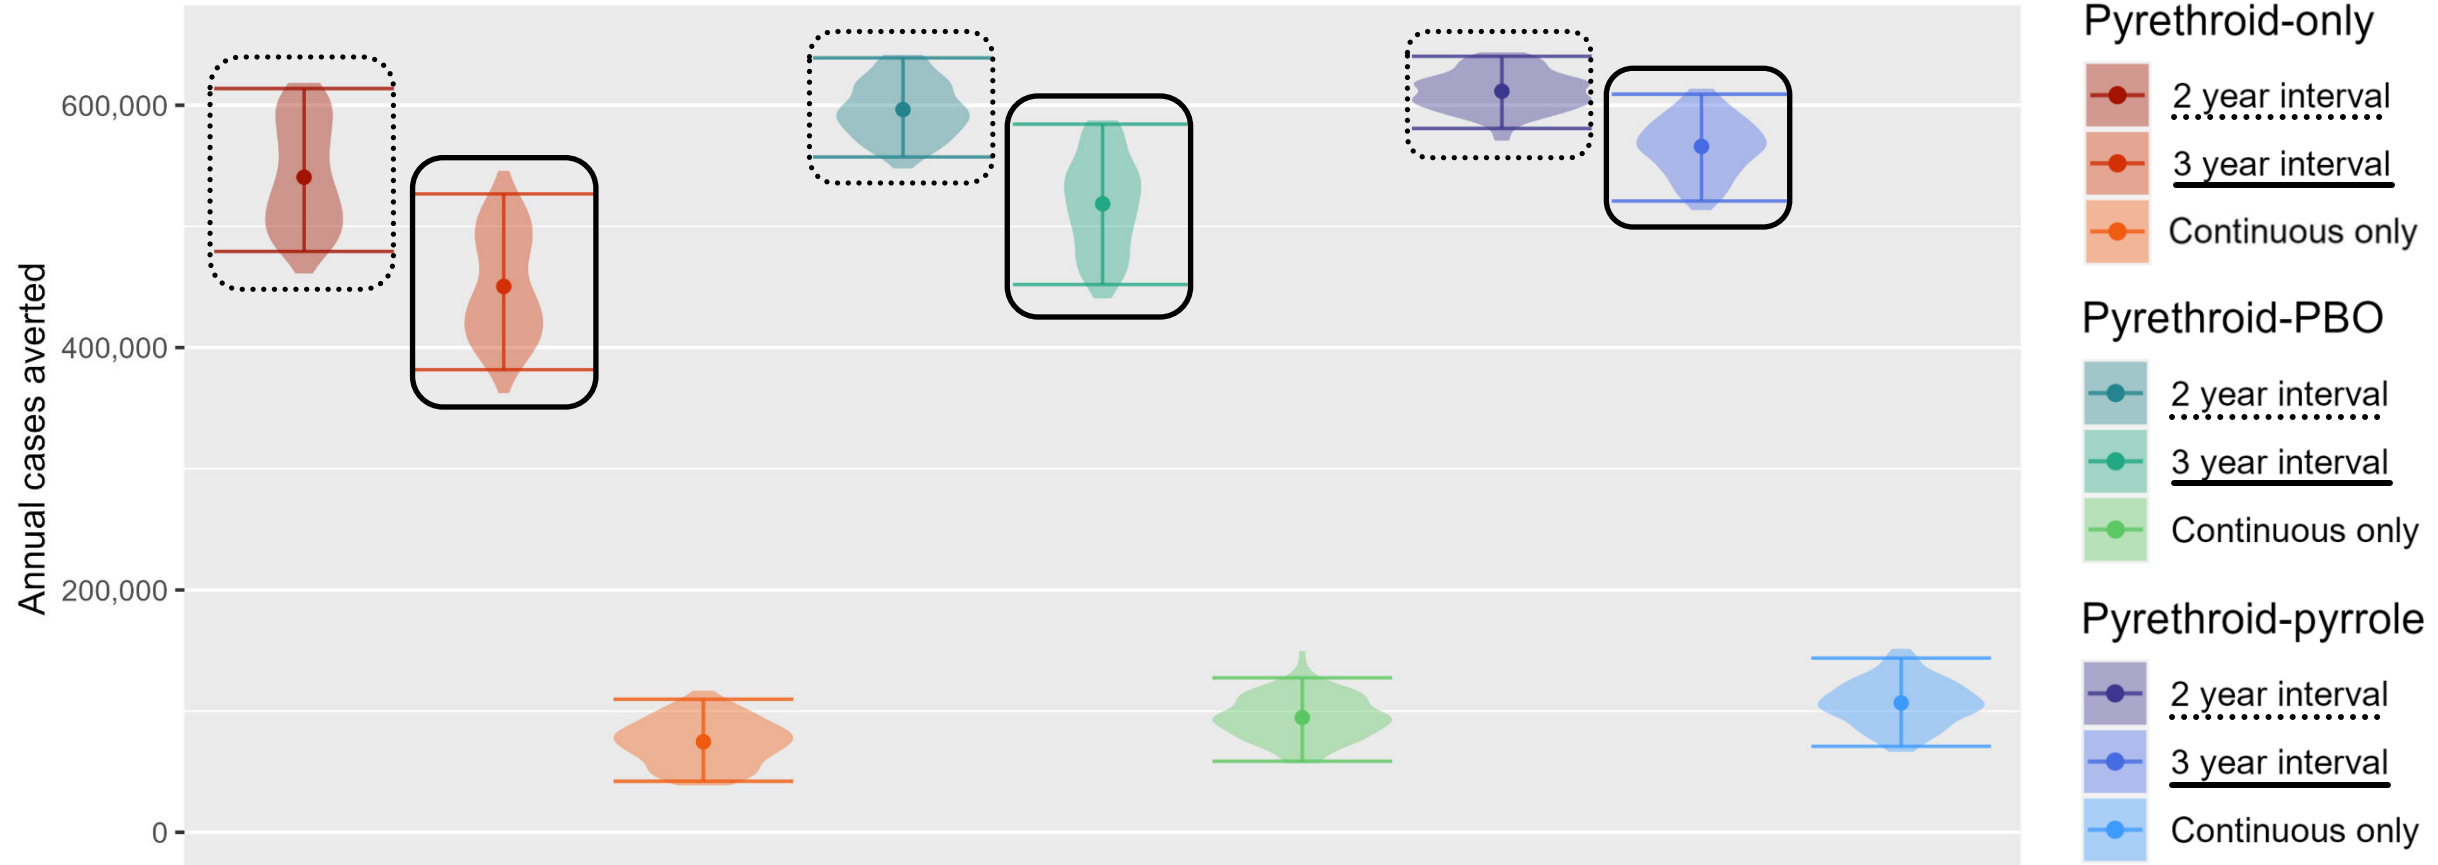 Annual cases averted
600,000
400,000
200,000
0
Pyrethroid-only
2 year interval
3 year interval
Continuous only
Pyrethroid-PBO
2 year interval
3 year interval
Continuous only
Pyrethroid-pyrrole
2 year interval
3 year interval
Continuous only